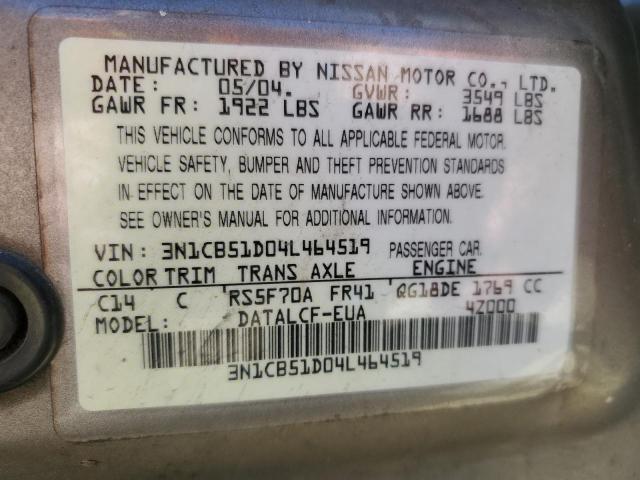 MANUFACTURED BY NISSAN MOTOR CO., LTD.
DATE: 05/04. GVWR: 3549 LBS
GAWR FR: 1922 LBS GAWR RR: 1688 LBS
THIS VEHICLE CONFORMS TO ALL APPLICABLE FEDERAL MOTOR
VEHICLE SAFETY, BUMPER AND THEFT PREVENTION STANDARDS
IN EFFECT ON THE DATE OF MANUFACTURE SHOWN ABOVE.
SEE OWNER'S MANUAL FOR ADDITIONAL INFORMATION.
VIN: 3N1CB51D04L464519 PASSENGER CAR.
COLOR TRIM TRANS AXLE ENGINE
C14 C RS5F70A FR41 QG18DE 1769 CC
MODEL: DATALCF-EUA 4Z000
3N1CB51D04L464519